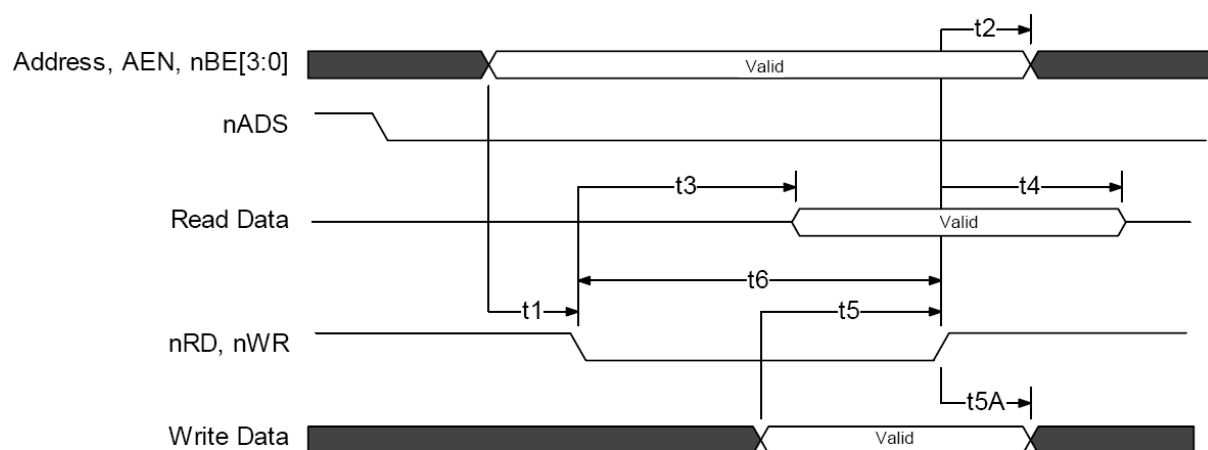 t2
Address, AEN, nBE[3:0]
Valid
nADS
t3
t4
Read Data
Valid
t6
t1
t5
nRD, nWR
t5A
Write Data
Valid